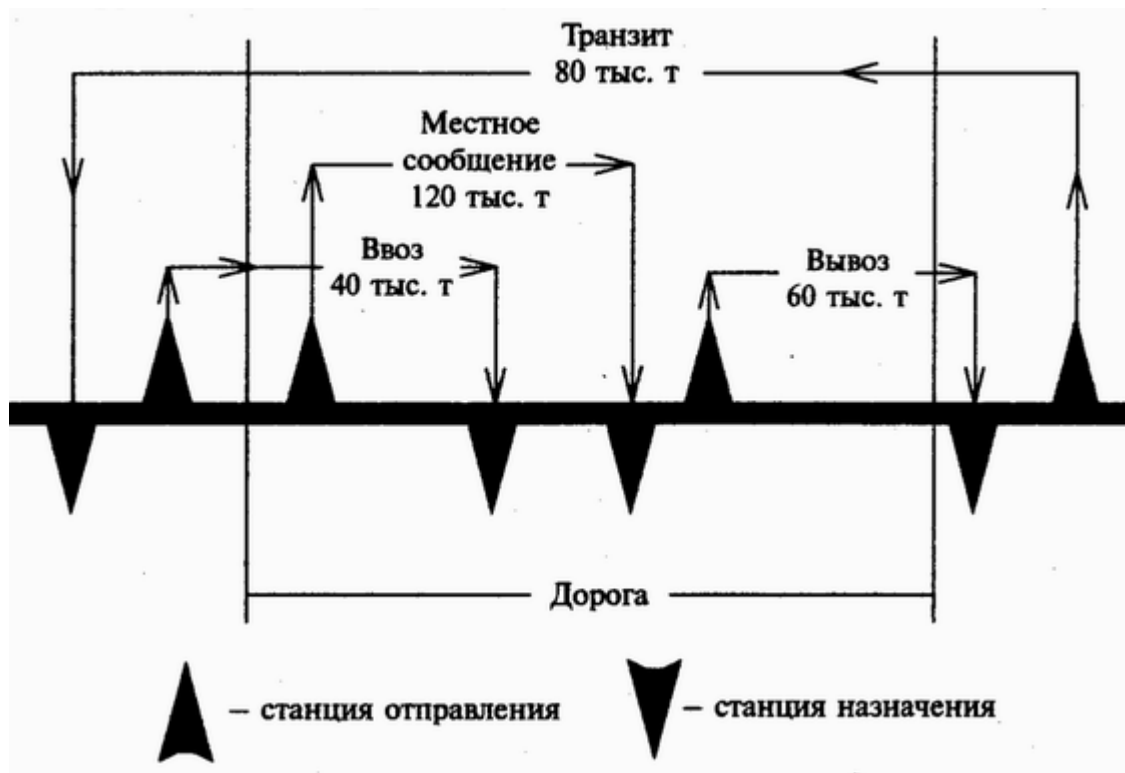 Транзит
80 тыс. т
Местное
сообщение
120 тыс. т
Ввоз
40 тыс. т
Вывоз
60 тыс. т
Дорога
– станция отправления
– станция назначения